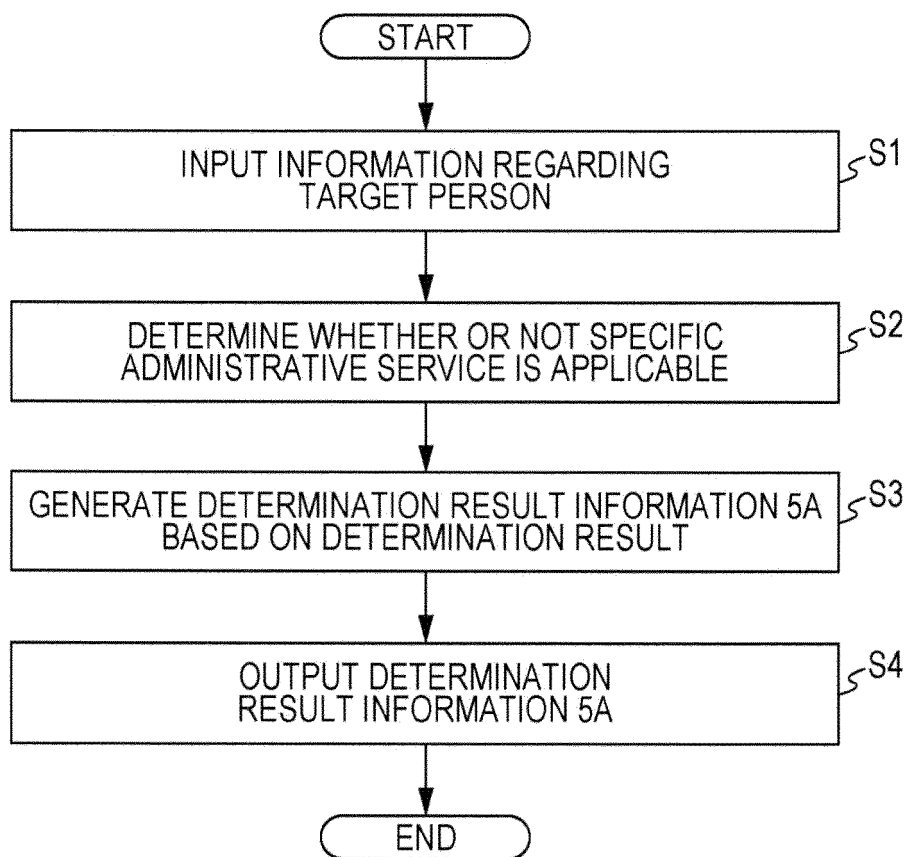 START
INPUT INFORMATION REGARDING
TARGET PERSON
S1
DETERMINE WHETHER OR NOT SPECIFIC
ADMINISTRATIVE SERVICE IS APPLICABLE
S2
GENERATE DETERMINATION RESULT INFORMATION 5A
BASED ON DETERMINATION RESULT
S3
OUTPUT DETERMINATION
RESULT INFORMATION 5A
S4
END